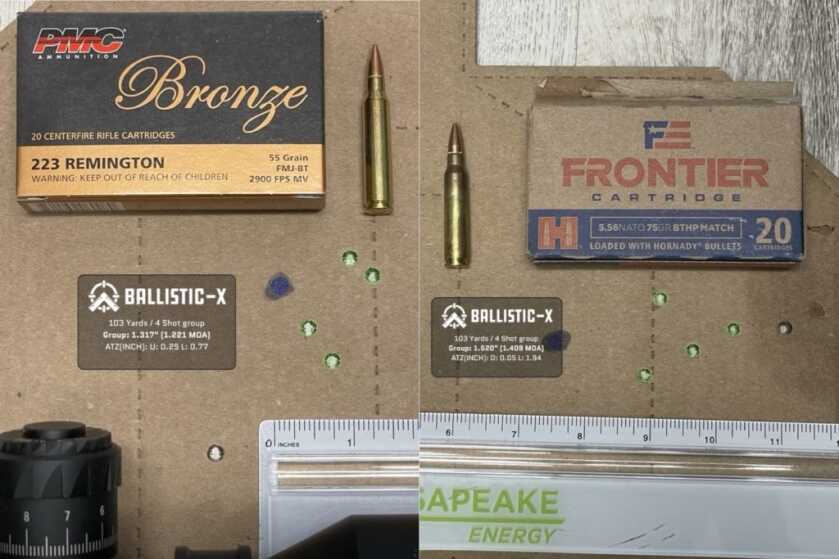 PMC
AMMUNITION
Bronze
20 CENTERFIRE RIFLE CARTRIDGES
223 REMINGTON
WARNING: KEEP OUT OF REACH OF CHILDREN
55 Grain
FMJ-BT
2900 FPS MV
BALLISTIC-X
103 Yards / 4 Shot group
Group: 1.317" (1.221 MOA)
ATZ(INCH): U: 0.25 L: 0.77
0 INCHES 1
8 7 6
FRONTIER
CARTRIDGE
H
5.56 NATO 75GR BTHP MATCH
LOADED WITH HORNADY® BULLETS
20
CARTRIDGES
BALLISTIC-X
103 Yards / 4 Shot group
Group: 1.520" (1.409 MOA)
ATZ(INCH): D: 0.05 L: 1.94
6 7 8 9 10 11
SAPEAKE
ENERGY